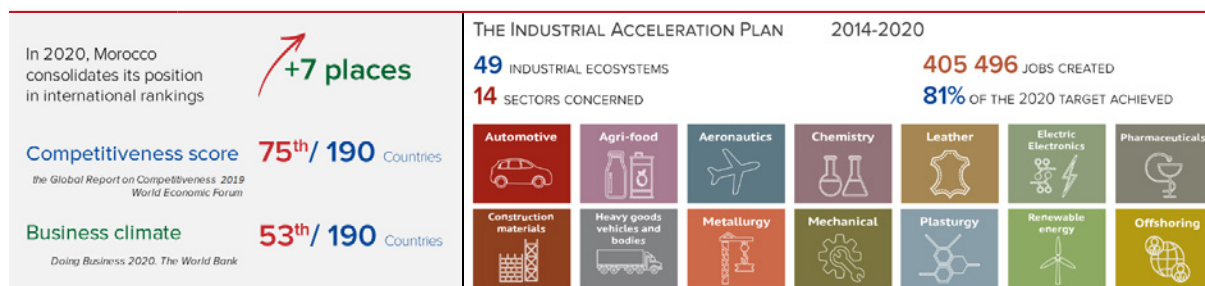 In 2020, Morocco
consolidates its position
in international rankings
+7 places
Competitiveness score 75th/ 190 Countries
the Global Report on Competitiveness 2019
World Economic Forum
Business climate 53th/ 190 Countries
Doing Business 2020. The World Bank
THE INDUSTRIAL ACCELERATION PLAN 2014-2020
49 INDUSTRIAL ECOSYSTEMS
405 496 JOBS CREATED
14 SECTORS CONCERNED
81% OF THE 2020 TARGET ACHIEVED
Automotive
Agri-food
Aeronautics
Chemistry
Leather
Electric
Electronics
Pharmaceuticals
Construction
materials
Heavy goods
vehicles and
bodies
Metallurgy
Mechanical
Plasturgy
Renewable
energy
Offshoring